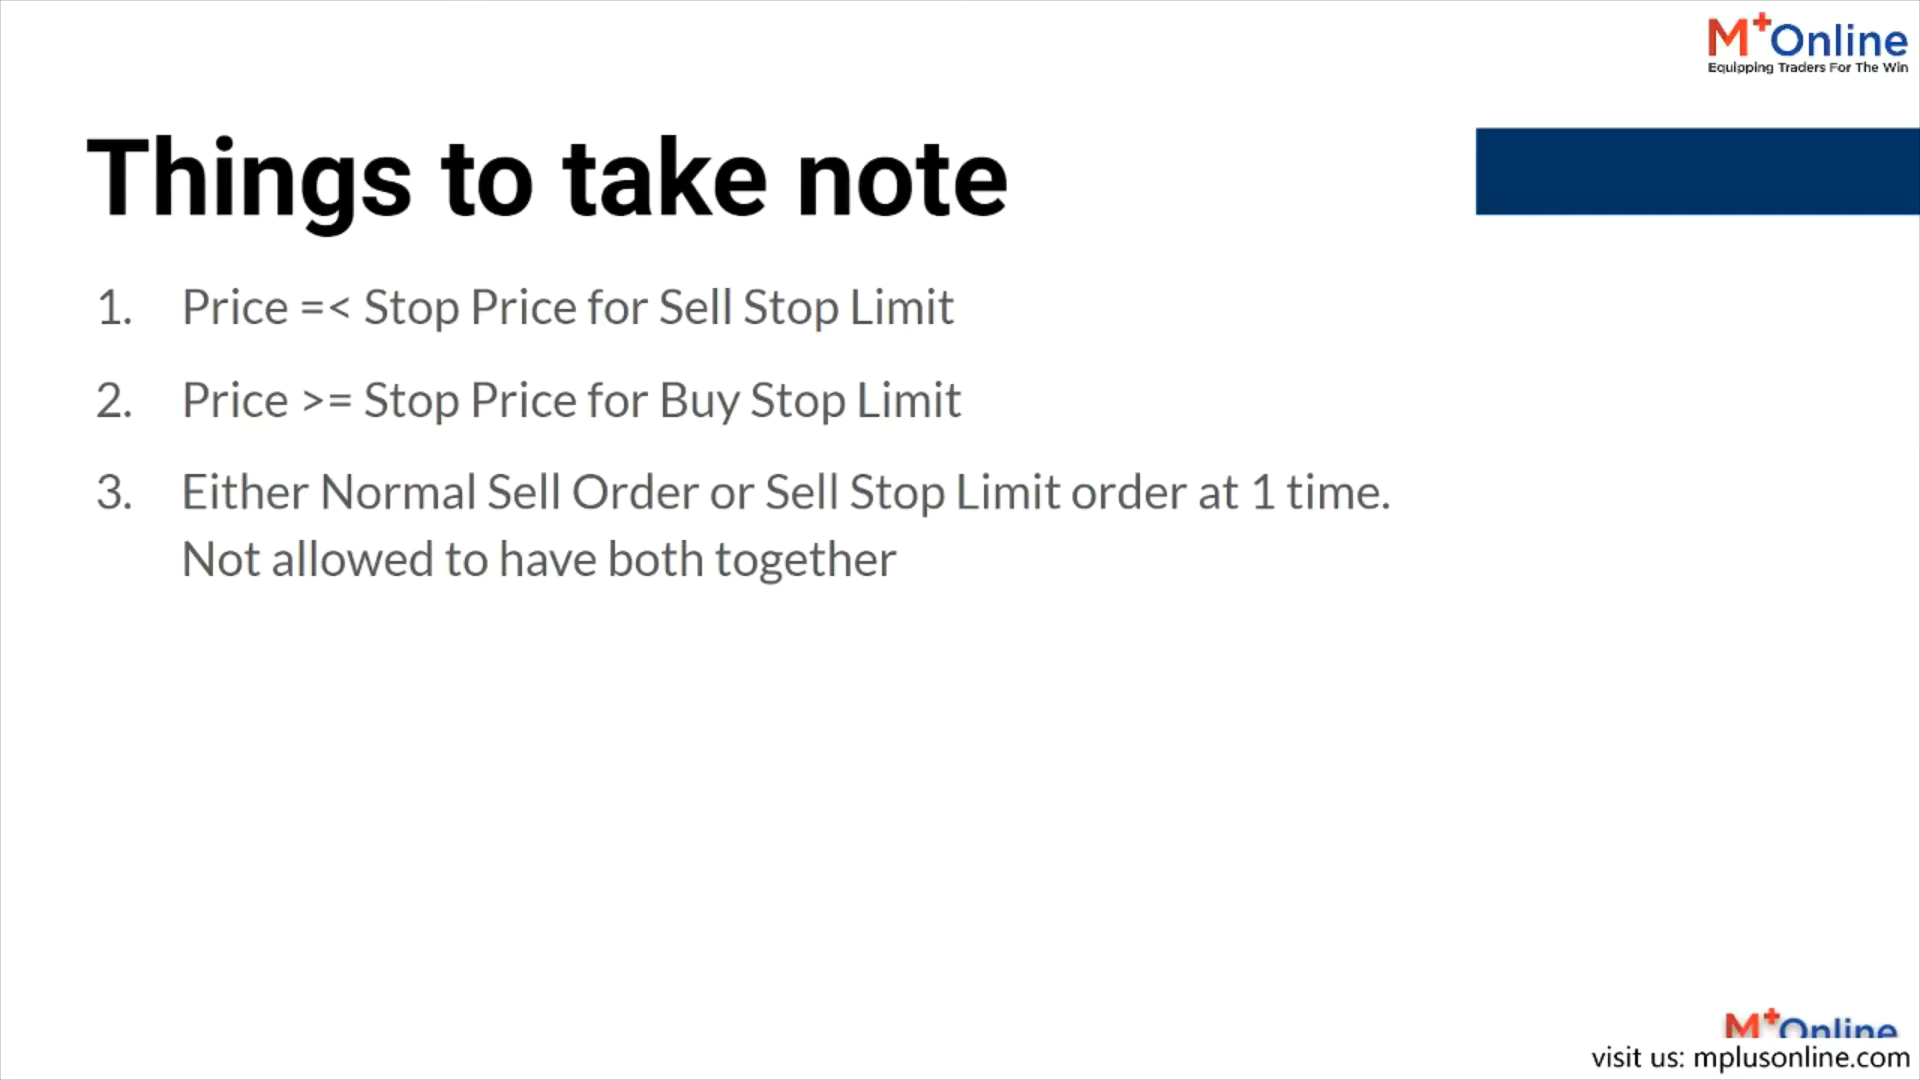 M+Online
Equipping Traders For The Win
Things to take note
1. Price =< Stop Price for Sell Stop Limit
2. Price >= Stop Price for Buy Stop Limit
3. Either Normal Sell Order or Sell Stop Limit order at 1 time.
Not allowed to have both together
M+Online
visit us: mplusonline.com